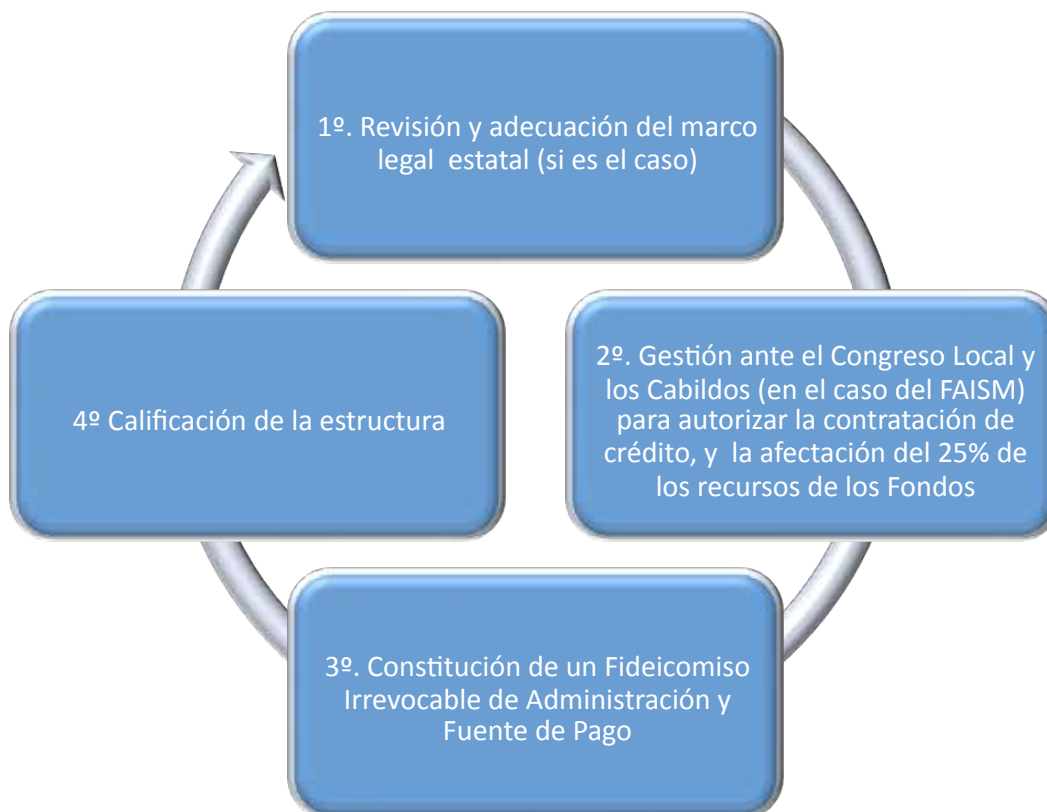 1º. Revisión y adecuación del marco
legal  estatal (si es el caso)
2º. Gestión ante el Congreso Local y
los Cabildos (en el caso del FAISM)
para autorizar la contratación de
crédito, y  la afectación del 25% de
los recursos de los Fondos
3º. Constitución de un Fideicomiso
Irrevocable de Administración y
Fuente de Pago
4º Calificación de la estructura